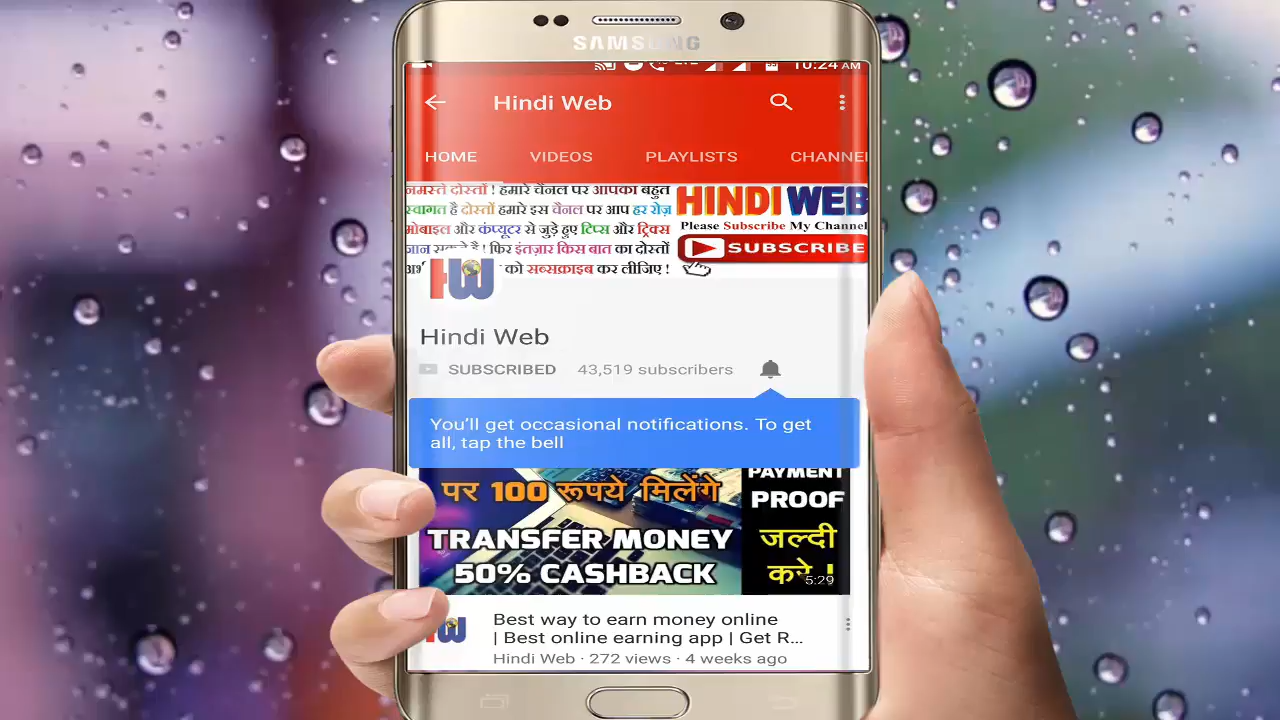 SAMSUNG
10:24 AM
Hindi Web
HOME VIDEOS PLAYLISTS CHANNE
नमस्ते दोस्तों ! हमारे चैनल पर आपका बहुत
स्वागत है दोस्तों हमारे इस चैनल पर आप हर रोज़
मोबाइल और कंप्यूटर से जुड़े हुए टिप्स और ट्रिक्स
जान सकते है ! फिर इंतज़ार किस बात का दोस्तों
को सब्सक्राइब कर लीजिए !
HINDI WEB
Please Subscribe My Channel
SUBSCRIBE
HW
Hindi Web
SUBSCRIBED 43,519 subscribers
You'll get occasional notifications. To get
all, tap the bell
पर 100 रूपये मिलेंगे
TRANSFER MONEY
50% CASHBACK
PAYMENT
PROOF
जल्दी
करे !
5:29
Best way to earn money online
| Best online earning app | Get R...
Hindi Web · 272 views · 4 weeks ago